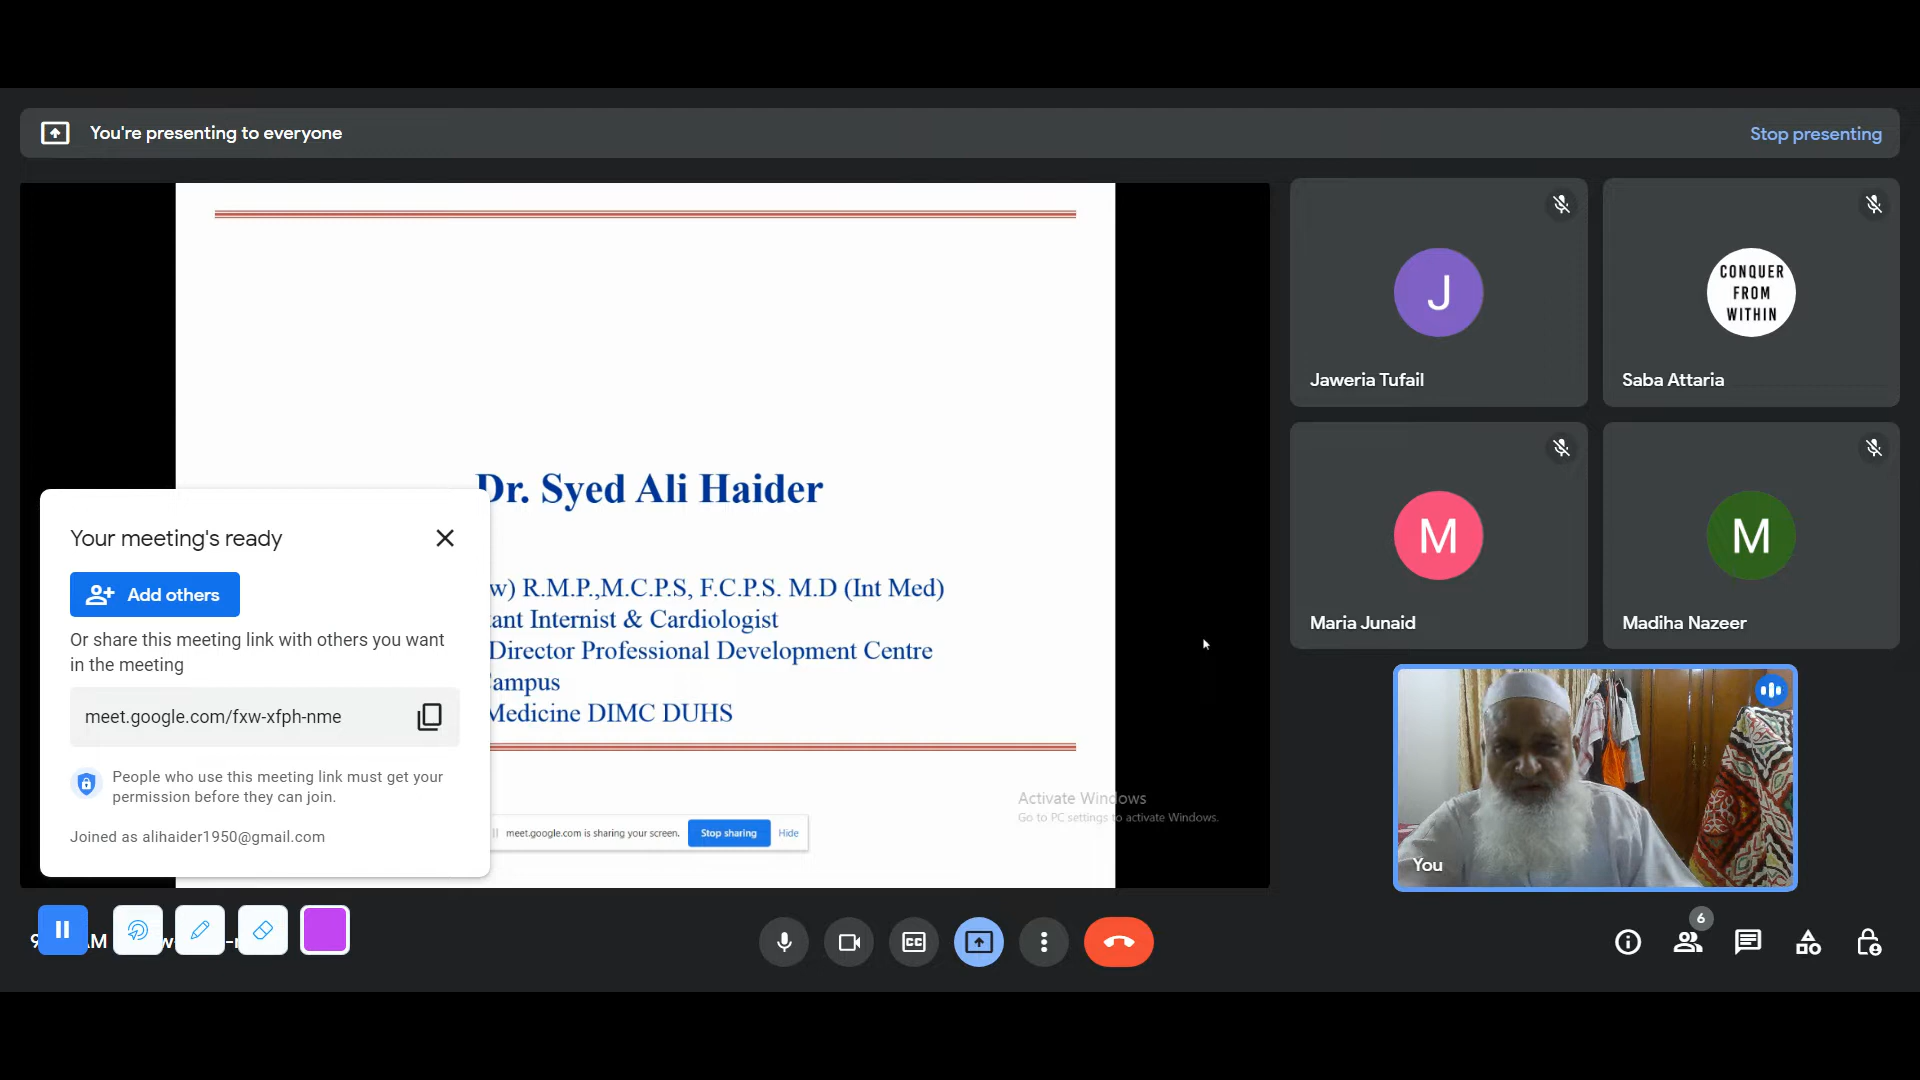 You're presenting to everyone
Stop presenting
Dr. Syed Ali Haider
w) R.M.P.,M.C.P.S, F.C.P.S. M.D (Int Med)
tant Internist & Cardiologist
Director Professional Development Centre
Campus
Medicine DIMC DUHS
Your meeting's ready
Add others
Or share this meeting link with others you want
in the meeting
meet.google.com/fxw-xfph-nme
People who use this meeting link must get your
permission before they can join.
Joined as alihaider1950@gmail.com
meet.google.com is sharing your screen.
Stop sharing
Hide
Activate Windows
Go to PC settings to activate Windows.
J
Jaweria Tufail
CONQUER
FROM
WITHIN
Saba Attaria
M
Maria Junaid
M
Madiha Nazeer
You
AM
CC
6